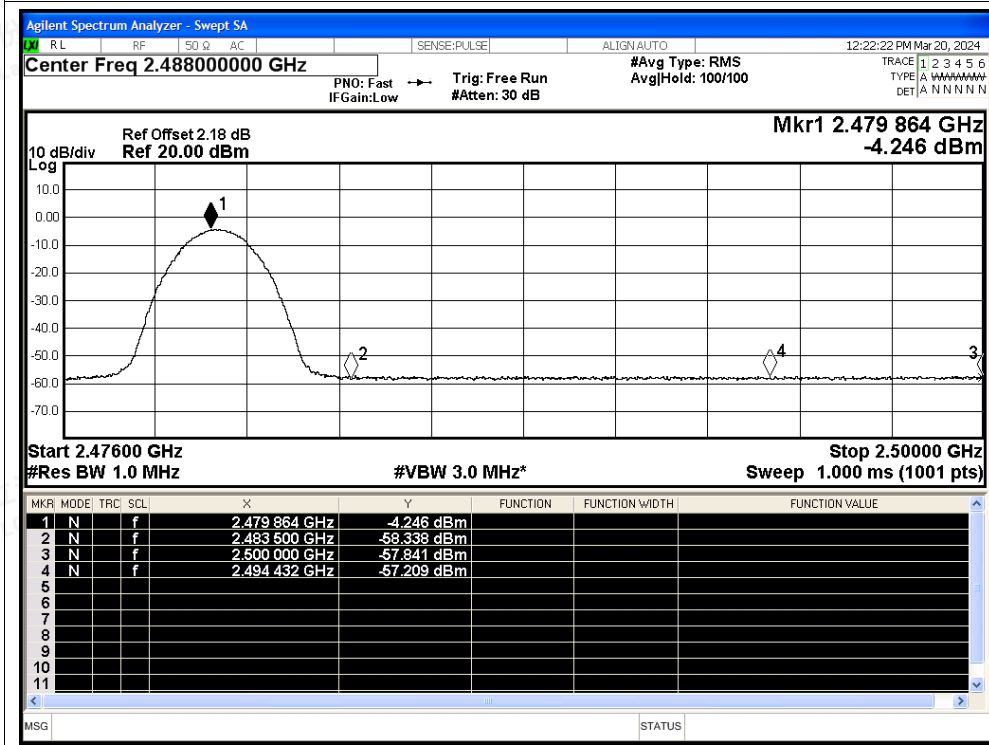 Agilent Spectrum Analyzer - Swept SA
LXI RL RF 50 Ω AC SENSE:PULSE ALIGN AUTO 12:22:22 PM Mar 20, 2024
Center Freq 2.488000000 GHz #Avg Type: RMS TRACE 1 2 3 4 5 6
PNO: Fast Trig: Free Run Avg|Hold: 100/100 TYPE A WWWWW
IFGain:Low #Atten: 30 dB DET A N N N N N
Mkr1 2.479 864 GHz
Ref Offset 2.18 dB
10 dB/div Ref 20.00 dBm -4.246 dBm
Log
10.0
1
0.00
-10.0
-20.0
-30.0
-40.0
-50.0 2 4 3
-60.0
-70.0
Start 2.47600 GHz Stop 2.50000 GHz
#Res BW 1.0 MHz #VBW 3.0 MHz* Sweep 1.000 ms (1001 pts)
MKR MODE TRC SCL X Y FUNCTION FUNCTION WIDTH FUNCTION VALUE
1 N f 2.479 864 GHz -4.246 dBm
2 N f 2.483 500 GHz -58.338 dBm
3 N f 2.500 000 GHz -57.841 dBm
4 N f 2.494 432 GHz -57.209 dBm
5
6
7
8
9
10
11
MSG STATUS